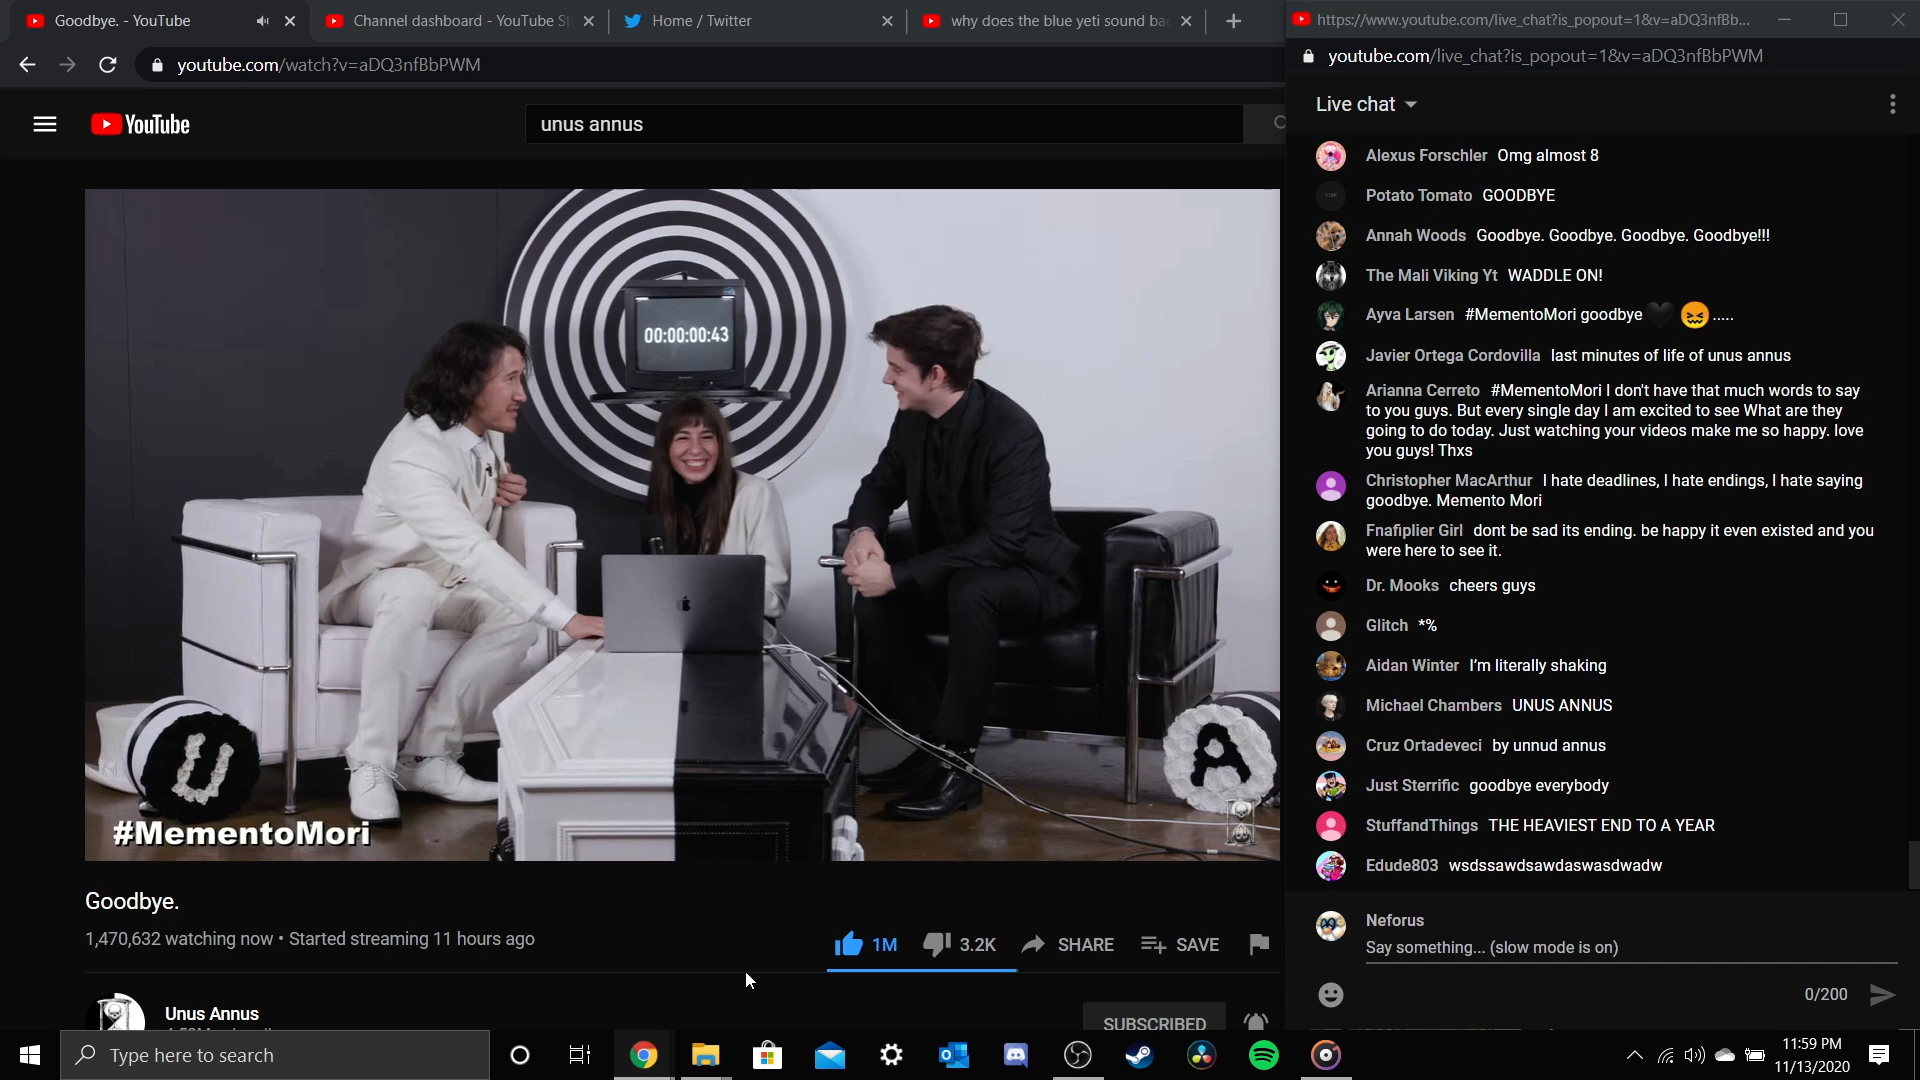 Goodbye. - YouTube
Channel dashboard - YouTube St
Home / Twitter
why does the blue yeti sound ba
https://www.youtube.com/live_chat?is_popout=1&v=aDQ3nfBb...
youtube.com/watch?v=aDQ3nfBbPWM
youtube.com/live_chat?is_popout=1&v=aDQ3nfBbPWM
YouTube
unus annus
Live chat
Alexus Forschler Omg almost 8
Potato Tomato GOODBYE
Annah Woods Goodbye. Goodbye. Goodbye. Goodbye!!!
The Mali Viking Yt WADDLE ON!
Ayva Larsen #MementoMori goodbye🖤😖.....
Javier Ortega Cordovilla last minutes of life of unus annus
Arianna Cerreto #MementoMori I don't have that much words to say
to you guys. But every single day I am excited to see What are they
going to do today. Just watching your videos make me so happy. love
you guys! Thxs
Christopher MacArthur I hate deadlines, I hate endings, I hate saying
goodbye. Memento Mori
Fnafiplier Girl dont be sad its ending. be happy it even existed and you
were here to see it.
Dr. Mooks cheers guys
Glitch *%
Aidan Winter I'm literally shaking
Michael Chambers UNUS ANNUS
Cruz Ortadeveci by unnud annus
Just Sterrific goodbye everybody
StuffandThings THE HEAVIEST END TO A YEAR
Edude803 wsdssawdsawdaswasdwadw
Neforus
Say something... (slow mode is on)
0/200
00:00:00:43
U
A
#MementoMori
Goodbye.
1,470,632 watching now • Started streaming 11 hours ago
1M
3.2K
SHARE
SAVE
Unus Annus
SUBSCRIBED
Type here to search
11:59 PM
11/13/2020